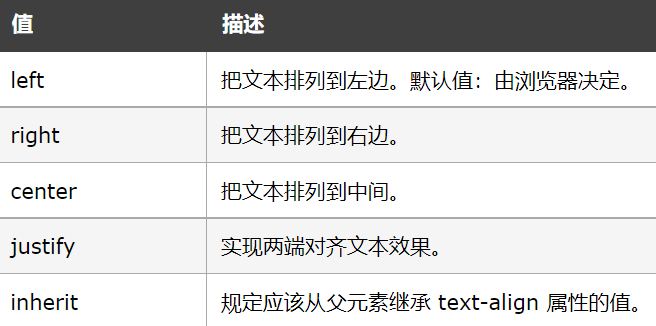 值 描述
left 把文本排列到左边。默认值：由浏览器决定。
right 把文本排列到右边。
center 把文本排列到中间。
justify 实现两端对齐文本效果。
inherit 规定应该从父元素继承 text-align 属性的值。